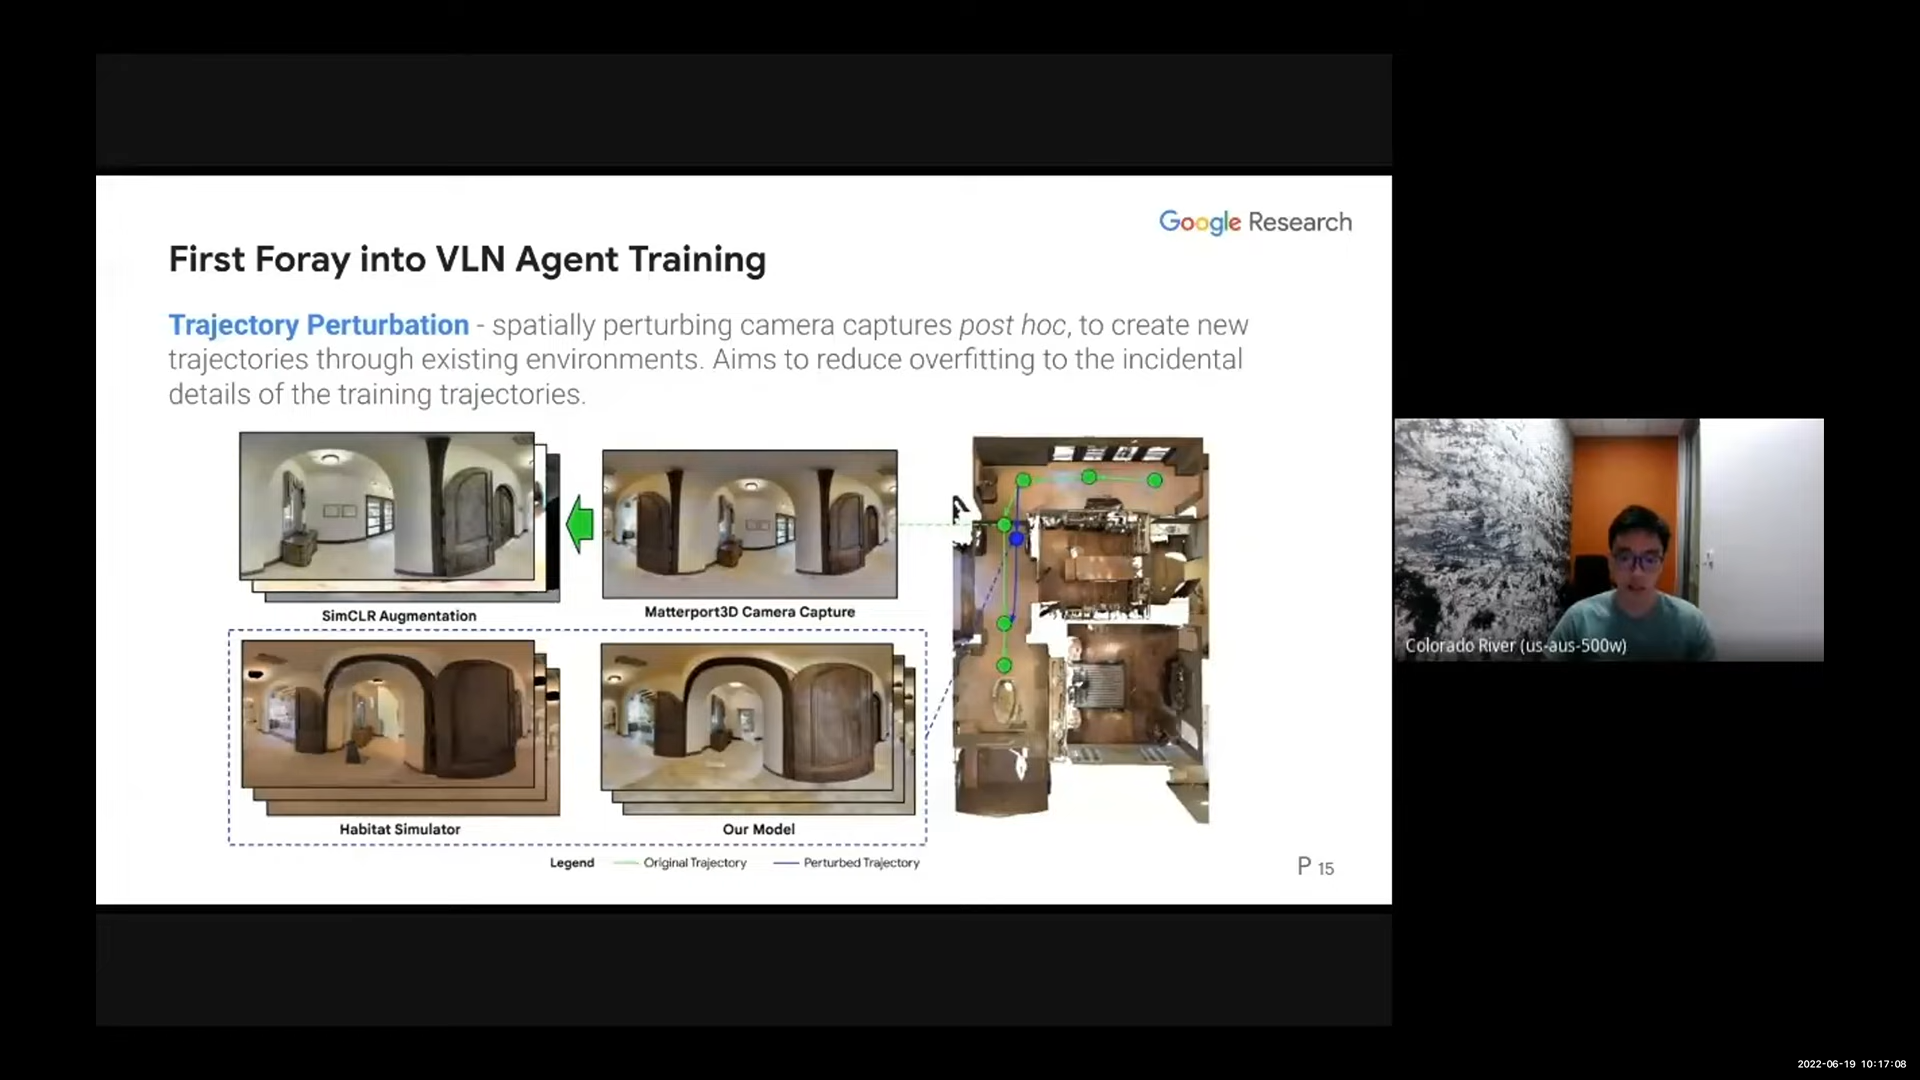 Google Research
First Foray into VLN Agent Training
Trajectory Perturbation - spatially perturbing camera captures post hoc, to create new
trajectories through existing environments. Aims to reduce overfitting to the incidental
details of the training trajectories.
SimCLR Augmentation
Matterport3D Camera Capture
Habitat Simulator
Our Model
Legend Original Trajectory Perturbed Trajectory
P 15
Colorado River (us-aus-500w)
2022-06-19 10:17:08